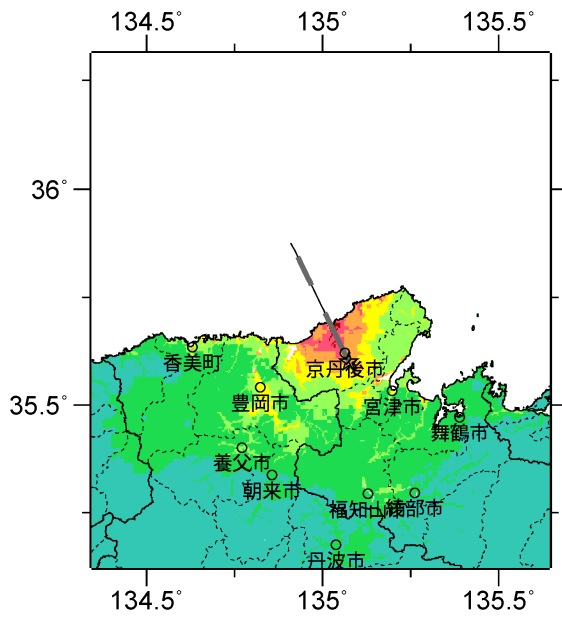 134.5° 135° 135.5°
36°
香美町
京丹後市
豊岡市
宮津市
35.5°
舞鶴市
養父市
朝来市
福知山市
綾部市
丹波市
134.5° 135° 135.5°